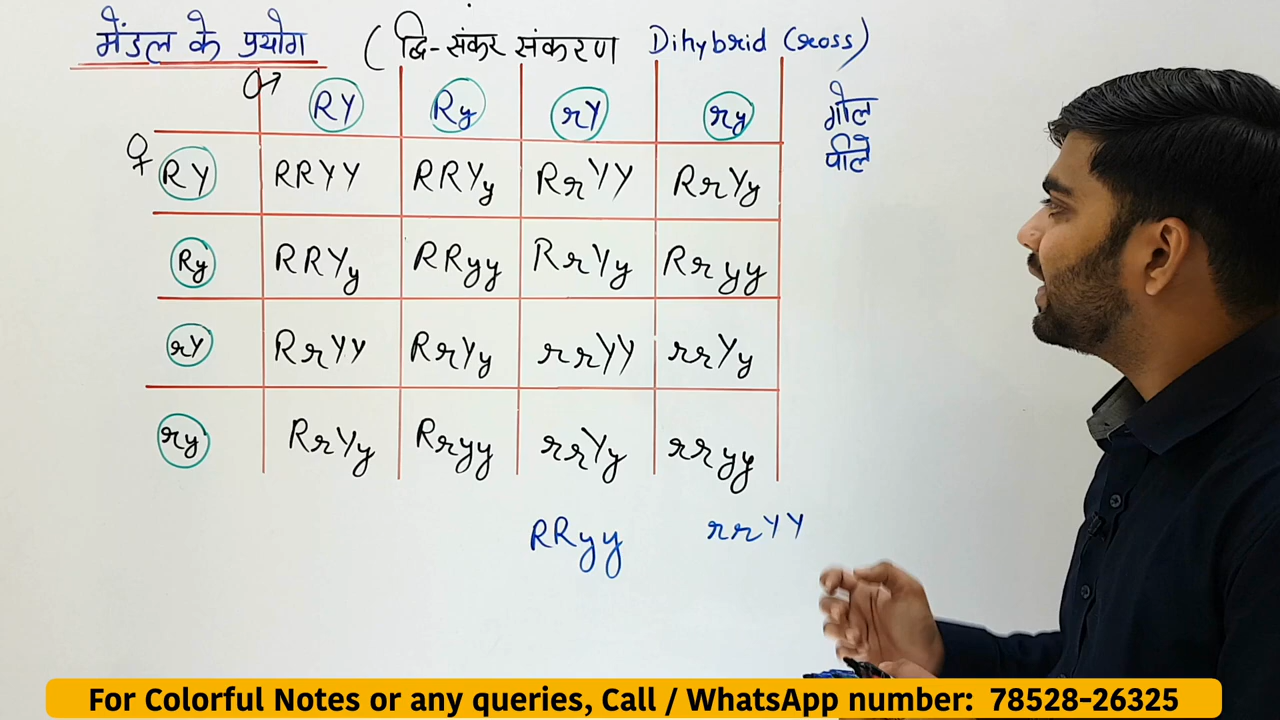 मेंडल के प्रयोग ( द्वि-संकर संकरण Dihybrid Cross)
♂ RY Ry rY ry
गोल
पीले
♀ RY RRYY RRYy RrYY RrYy
Ry RRYy RRyy RrYy Rryy
rY RrYY RrYy rrYY rrYy
ry RrYy Rryy rrYy rryy
RRyy rrYY
For Colorful Notes or any queries, Call / WhatsApp number: 78528-26325